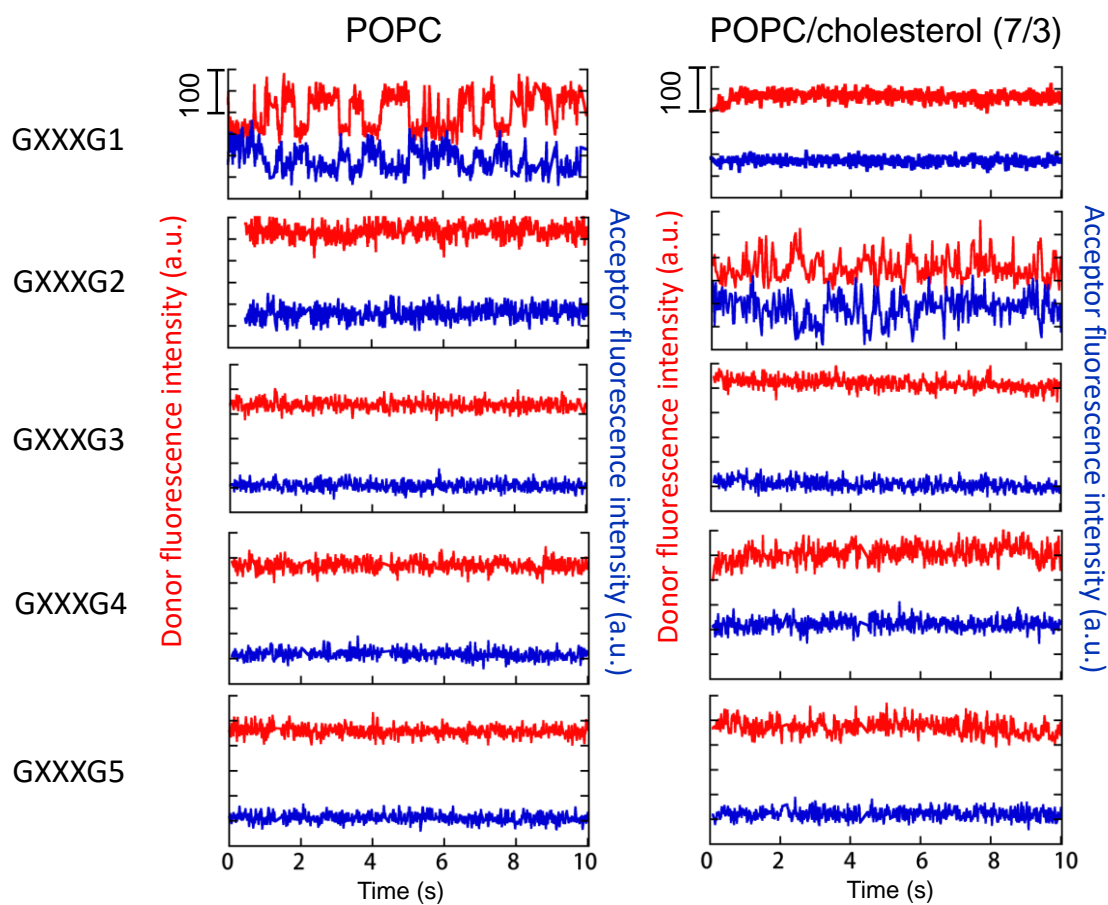 POPC
POPC/cholesterol (7/3)
100
100
GXXXG1
GXXXG2
GXXXG3
GXXXG4
GXXXG5
Donor fluorescence intensity (a.u.)
Acceptor fluorescence intensity (a.u.)
Donor fluorescence intensity (a.u.)
Acceptor fluorescence intensity (a.u.)
0 2 4 6 8 10
0 2 4 6 8 10
Time (s)
Time (s)